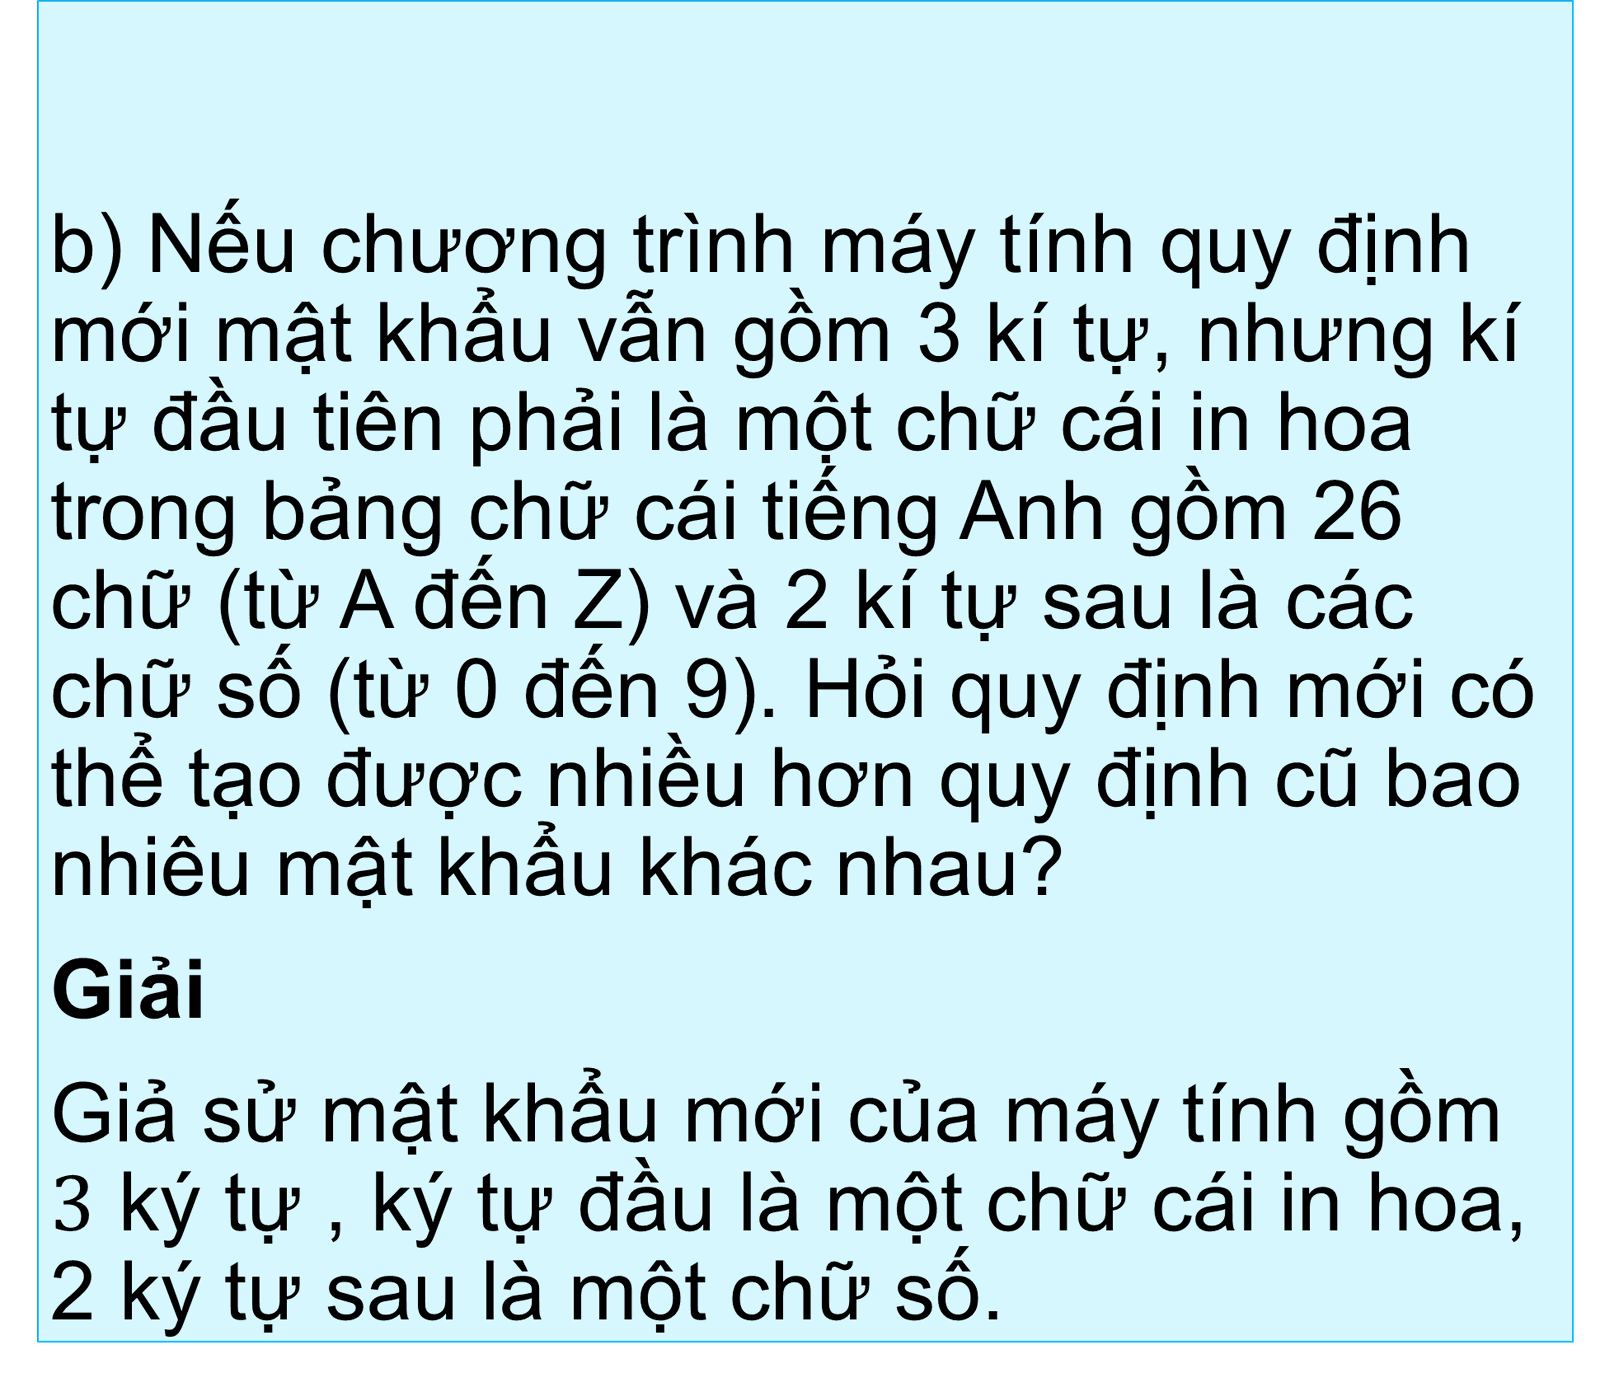 b) Nếu chương trình máy tính quy định
mới mật khẩu vẫn gồm 3 kí tự, nhưng kí
tự đầu tiên phải là một chữ cái in hoa
trong bảng chữ cái tiếng Anh gồm 26
chữ (từ A đến Z) và 2 kí tự sau là các
chữ số (từ 0 đến 9). Hỏi quy định mới có
thể tạo được nhiều hơn quy định cũ bao
nhiêu mật khẩu khác nhau?
Giải
Giả sử mật khẩu mới của máy tính gồm
3 ký tự , ký tự đầu là một chữ cái in hoa,
2 ký tự sau là một chữ số.